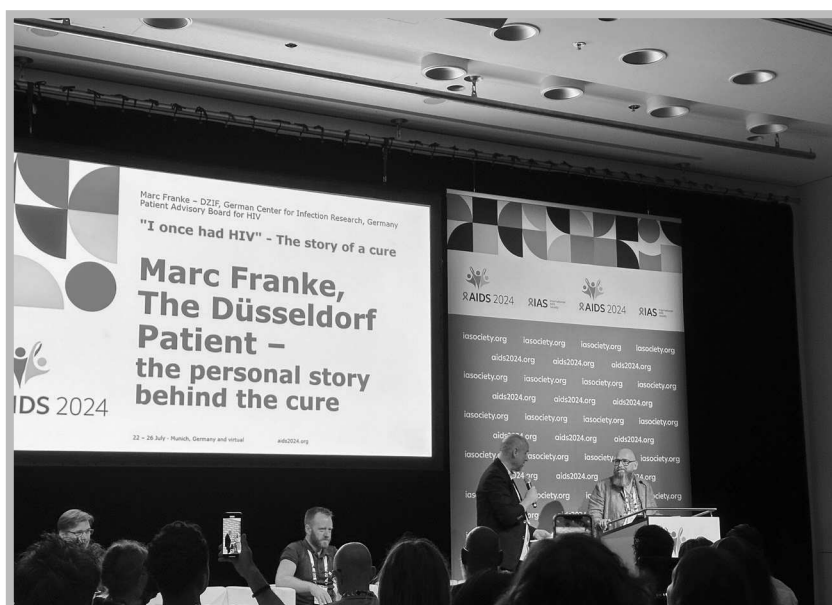 Marc Franke – DZIF, German Center for Infection Research, Germany
Patient Advisory Board for HIV
"I once had HIV" - The story of a cure
Marc Franke,
The Düsseldorf
Patient –
the personal story
behind the cure
IDS 2024
22 – 26 July · Munich, Germany and virtual aids2024.org
AIDS 2024 IAS AIDS 2024 IAS
iasociety.org iasociety.org iasociety.org iasociety.org
aids2024.org aids2024.org aids2024.org
iasociety.org iasociety.org iasociety.org iasociety.org
aids2024.org aids2024.org aids2024.org
iasociety.org iasociety.org iasociety.org iasociety.org
aids2024.org aids2024.org
iasociety.org iasociety.org